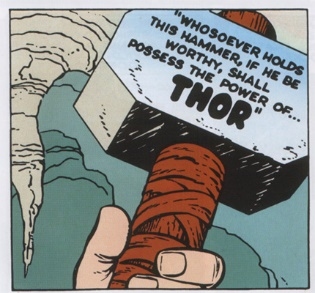 "WHOSOEVER HOLDS
THIS HAMMER, IF HE BE
WORTHY, SHALL
POSSESS THE POWER OF...
THOR"